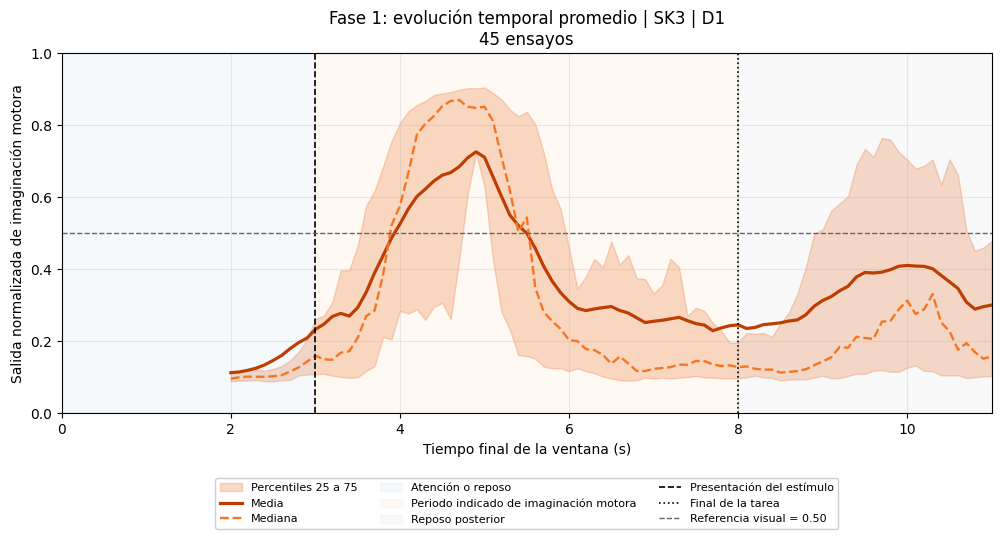 Fase 1: evolución temporal promedio | SK3 | D1
45 ensayos
Salida normalizada de imaginación motora
1.0
0.8
0.6
0.4
0.2
0.0
0 2 4 6 8 10
Tiempo final de la ventana (s)
Percentiles 25 a 75
Media
Mediana
Atención o reposo
Periodo indicado de imaginación motora
Reposo posterior
Presentación del estímulo
Final de la tarea
Referencia visual = 0.50